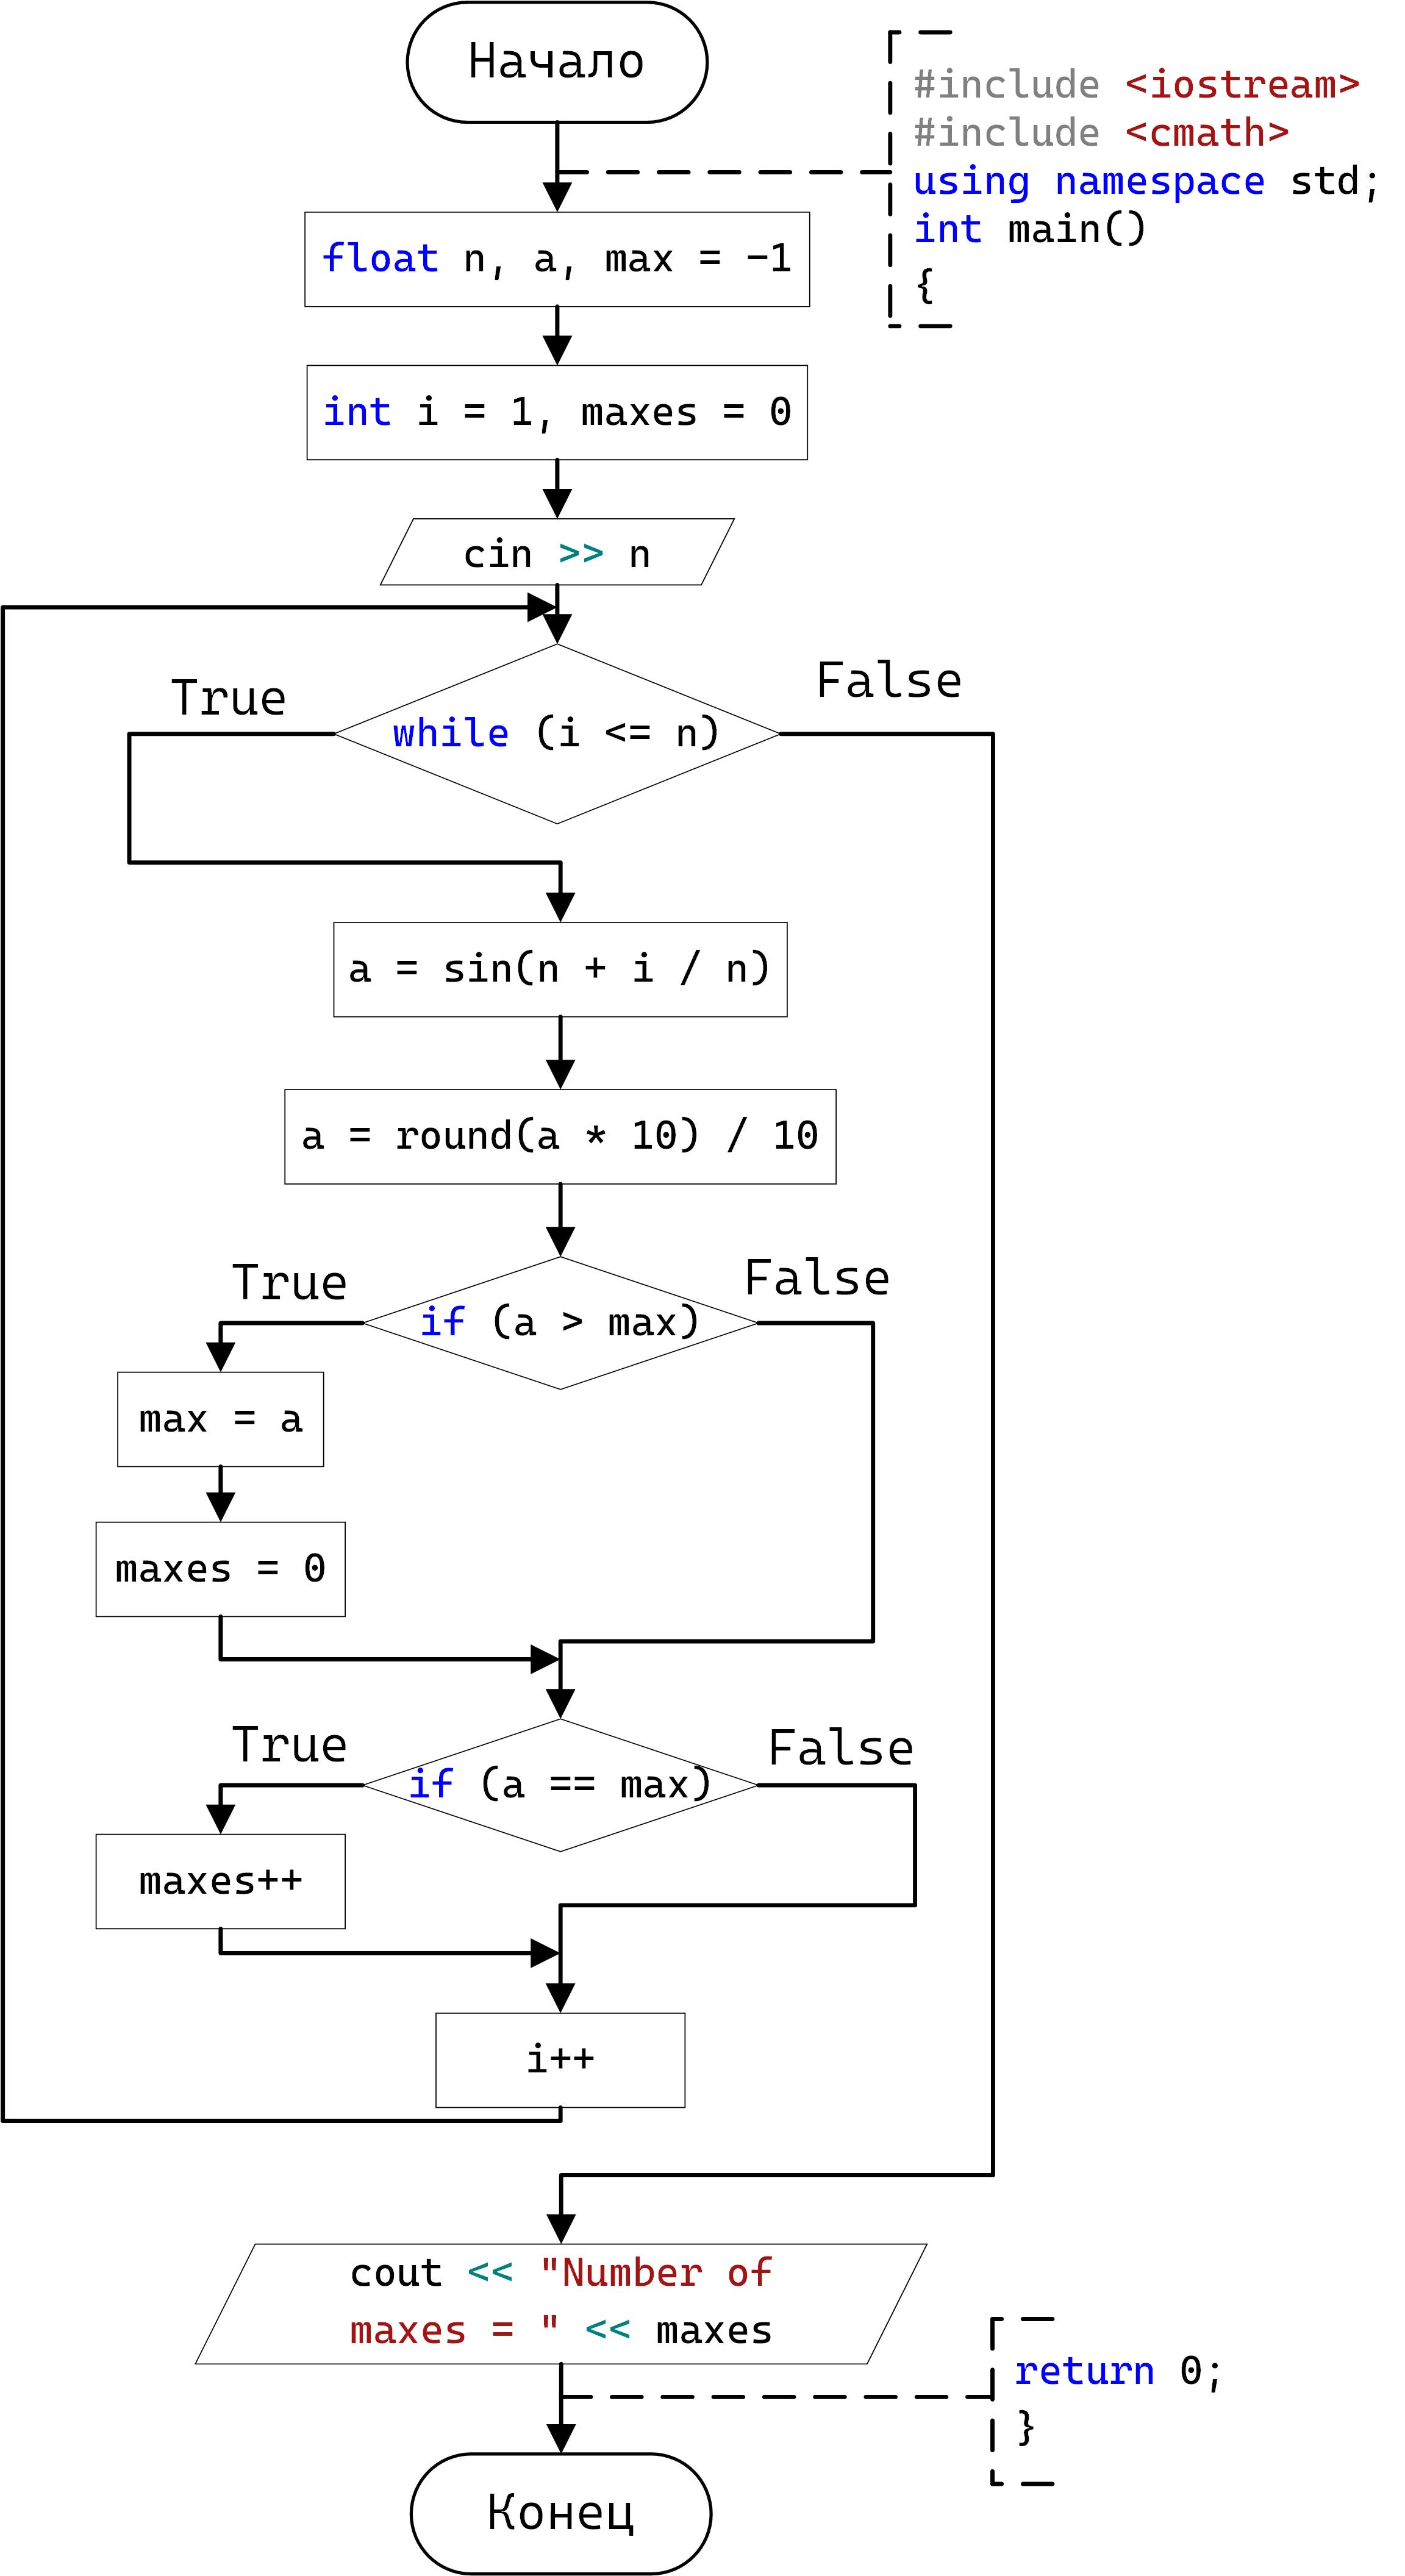 Начало
#include <iostream>
#include <cmath>
using namespace std;
int main()
{
float n, a, max = −1
int i = 1, maxes = 0
cin >> n
True
False
while (i <= n)
a = sin(n + i / n)
a = round(a * 10) / 10
True
False
if (a > max)
max = a
maxes = 0
True
False
if (a == max)
maxes++
i++
cout << "Number of
maxes = " << maxes
return 0;
}
Конец